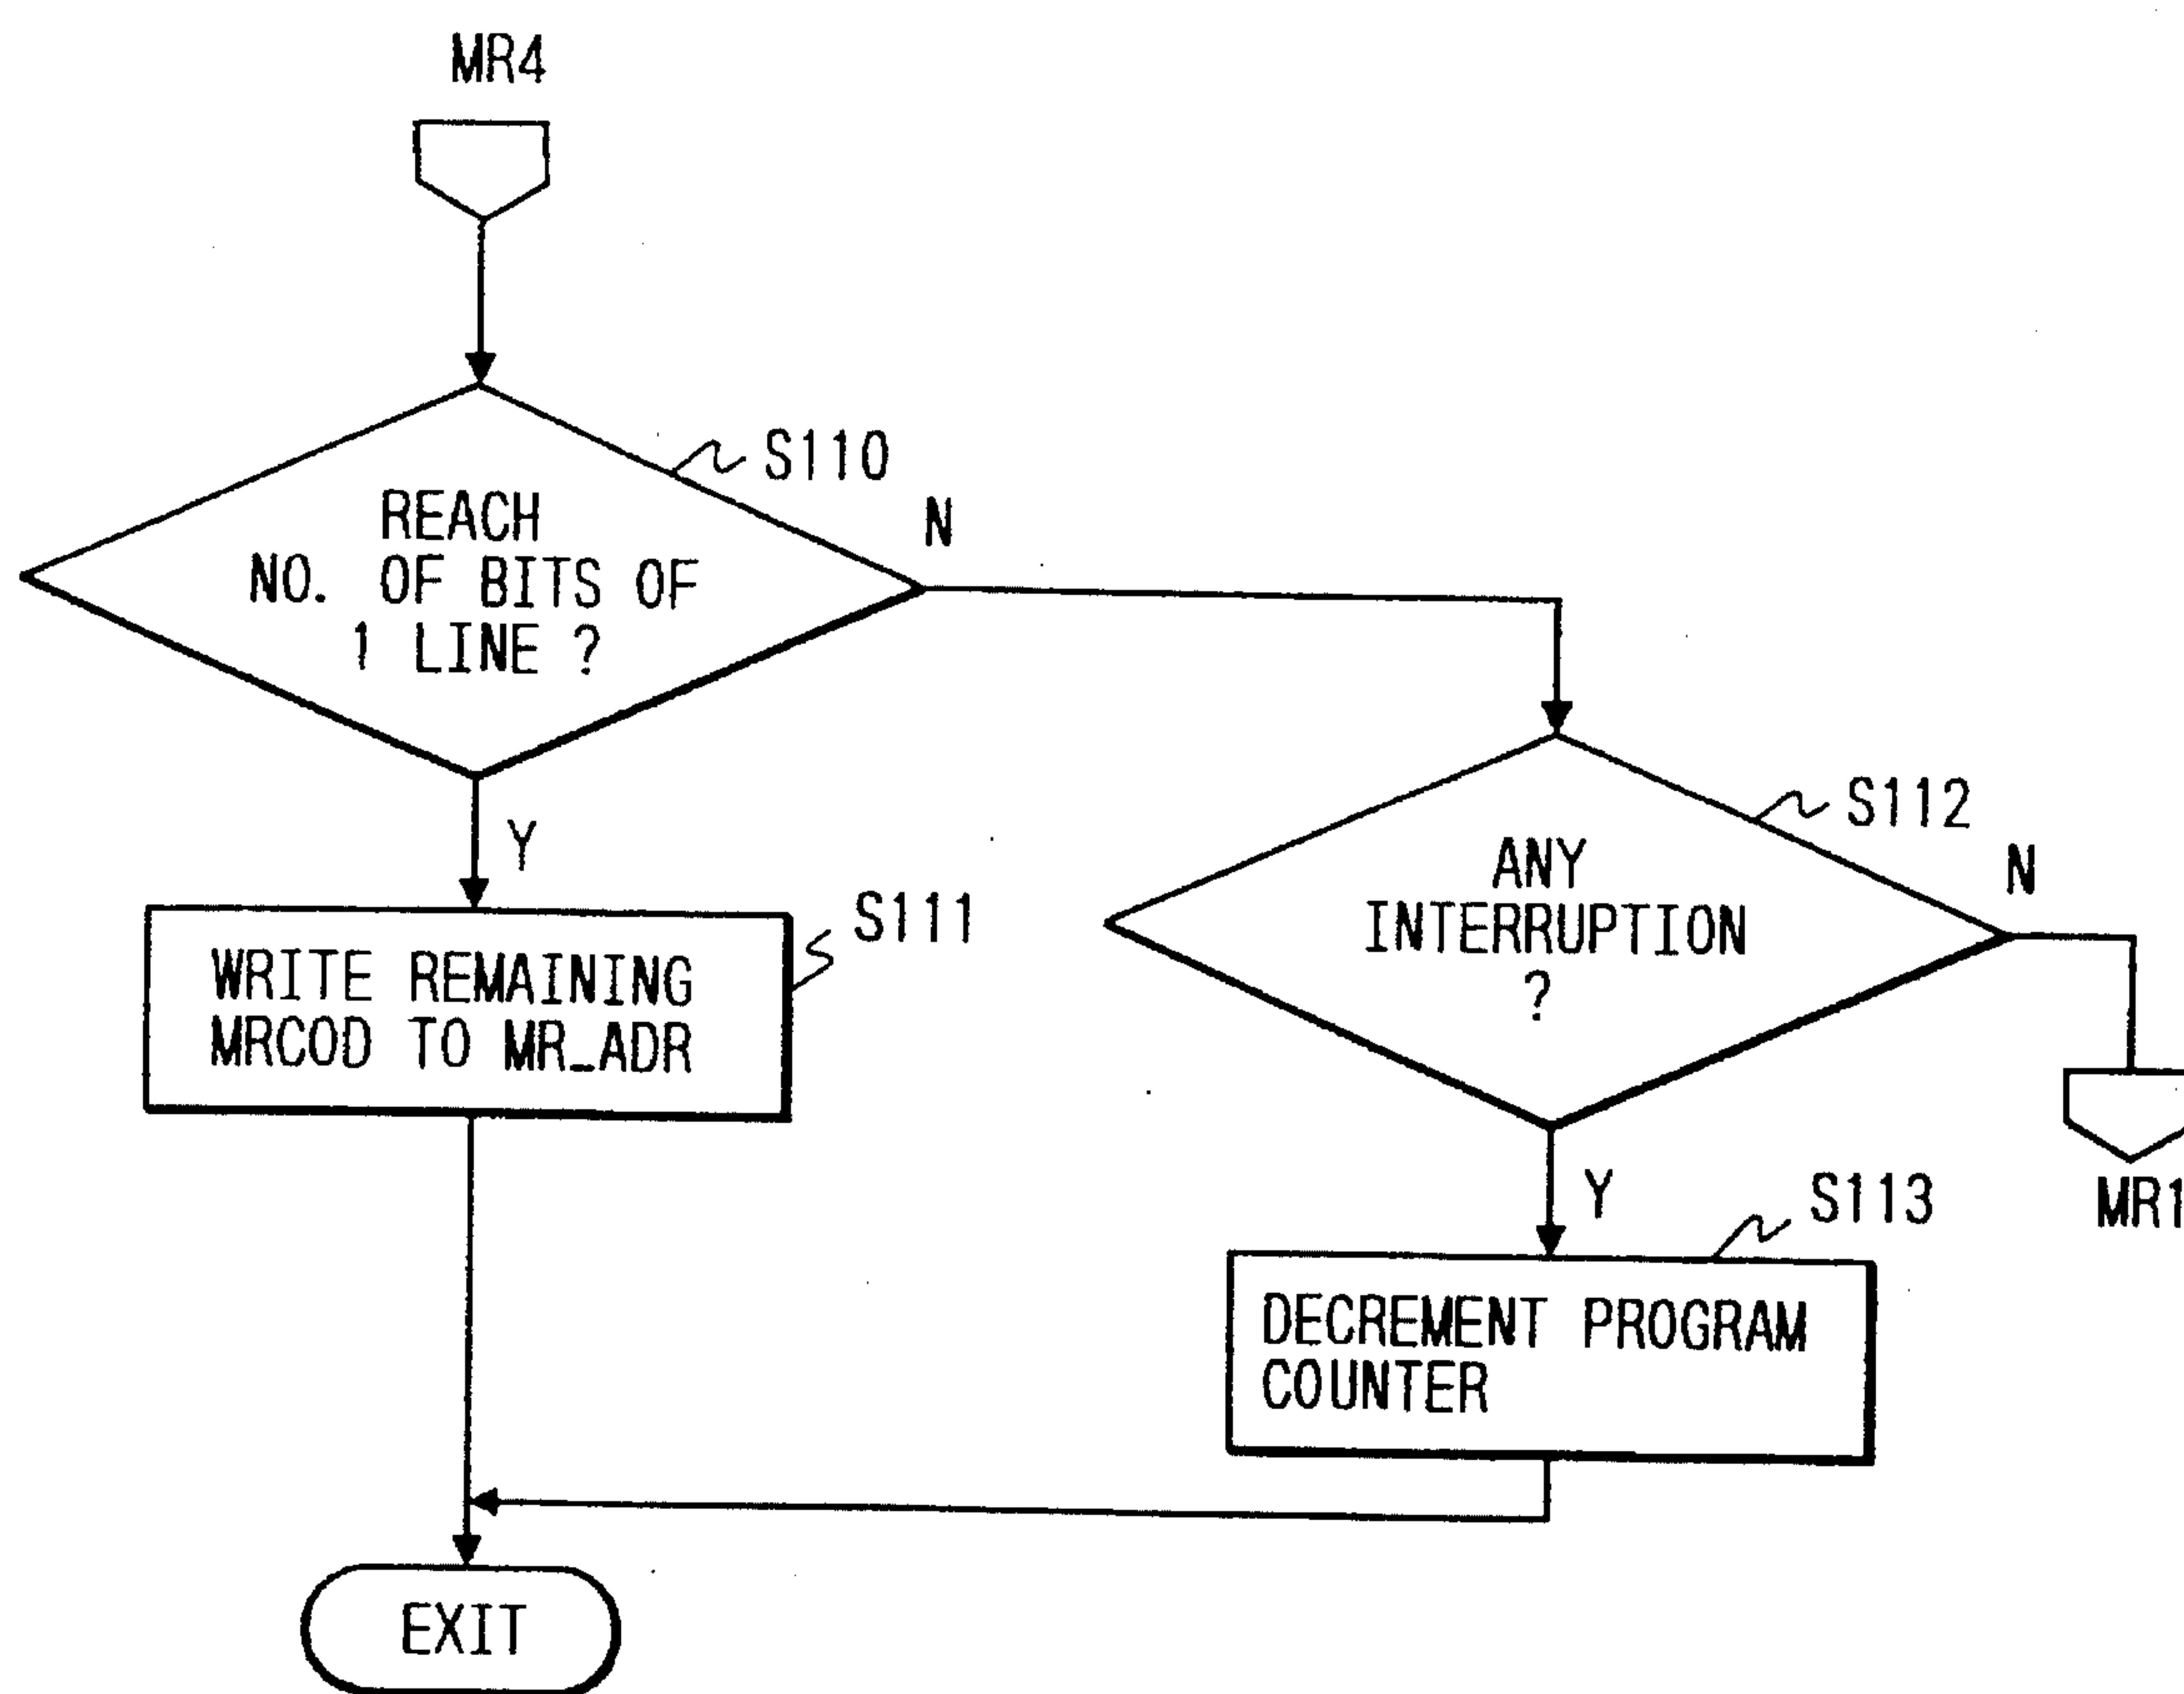 MR4
S110
REACH
NO. OF BITS OF
1 LINE ?
N
Y
S111
WRITE REMAINING
MRCOD TO MR_ADR
S112
ANY
INTERRUPTION
?
N
MR1
Y
S113
DECREMENT PROGRAM
COUNTER
EXIT